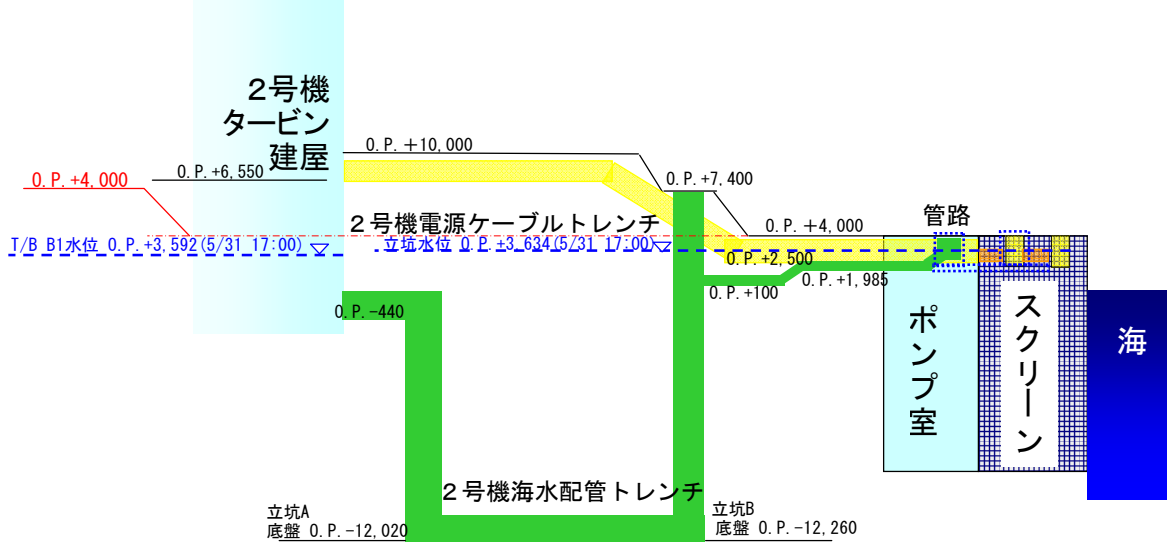 ２号機
タービン
建屋
O.P.＋10,000
O.P.+6,550
O.P.+4,000
O.P.+7,400
２号機電源ケーブルトレンチ
O.P.＋4,000
管路
T/B B1水位 O.P.+3,592(5/31 17:00)
立坑水位 O.P.+3,634(5/31 17:00)
O.P.+2,500
O.P.+100
O.P.+1,985
O.P.-440
ポンプ室
スクリーン
海
２号機海水配管トレンチ
立坑A
底盤 O.P.-12,020
立坑B
底盤 O.P.-12,260